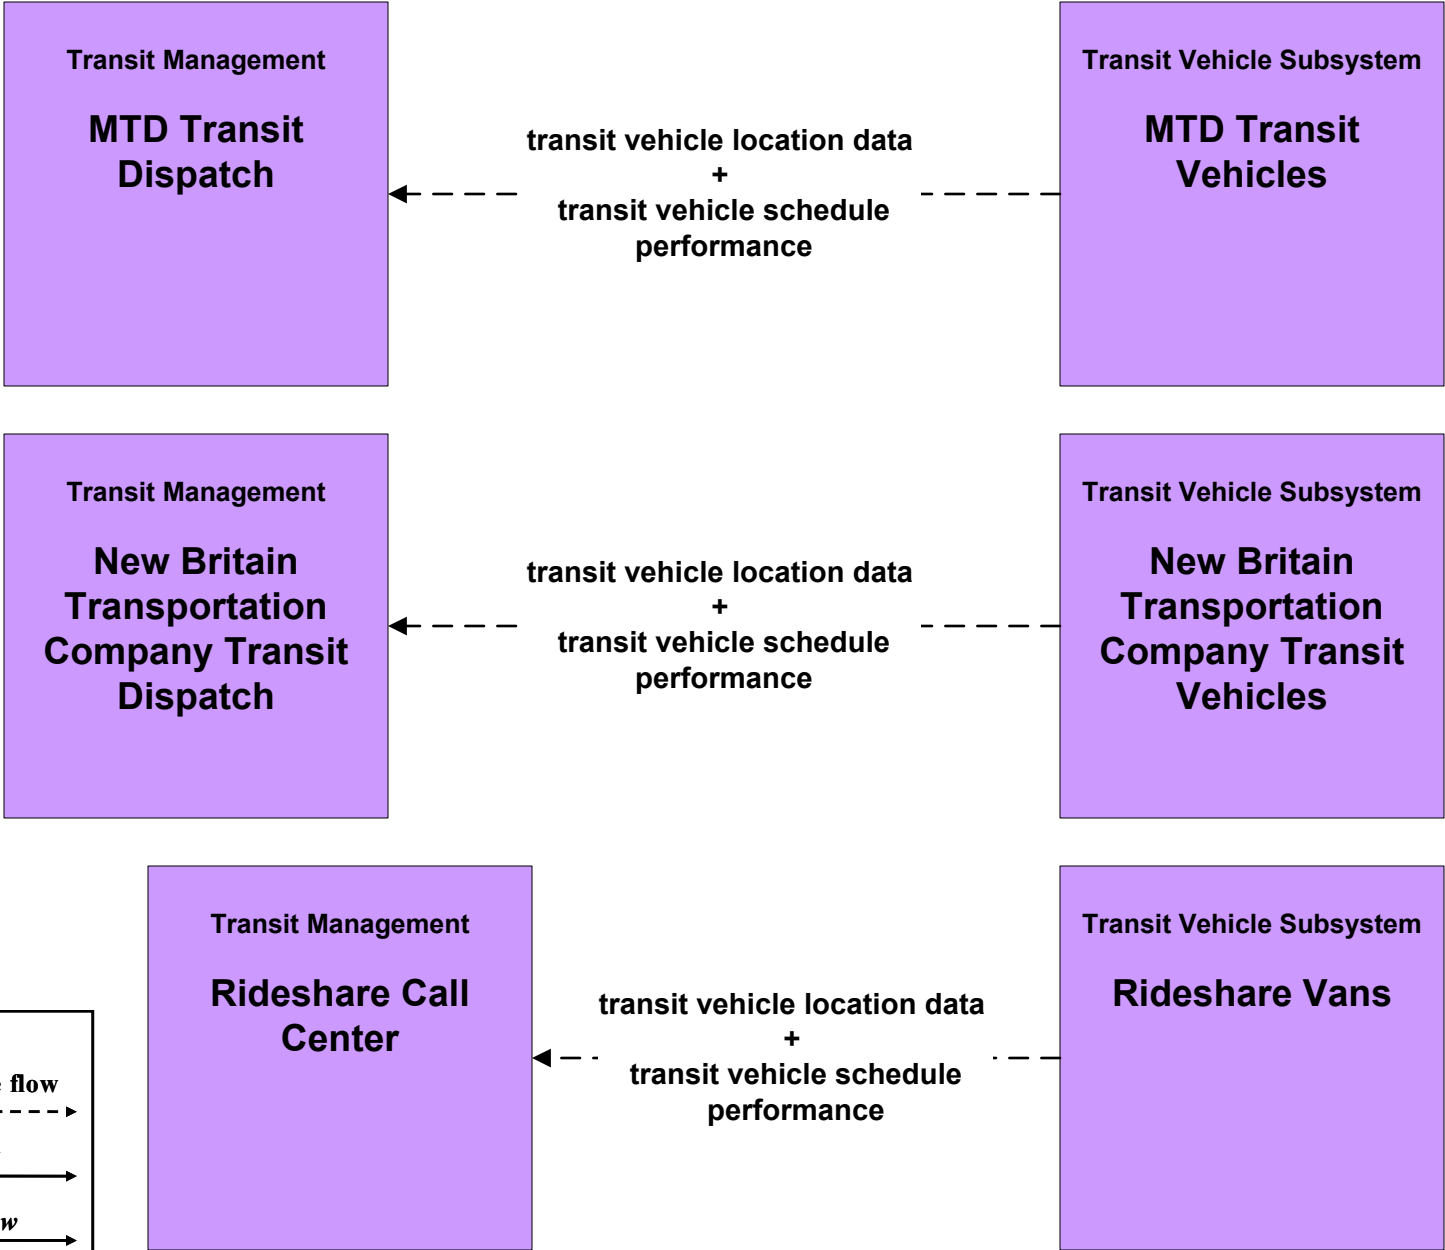 Transit Management
MTD Transit
Dispatch
transit vehicle location data
+
transit vehicle schedule
performance
Transit Vehicle Subsystem
MTD Transit
Vehicles
Transit Management
New Britain
Transportation
Company Transit
Dispatch
transit vehicle location data
+
transit vehicle schedule
performance
Transit Vehicle Subsystem
New Britain
Transportation
Company Transit
Vehicles
Transit Management
Rideshare Call
Center
transit vehicle location data
+
transit vehicle schedule
performance
Transit Vehicle Subsystem
Rideshare Vans
flow